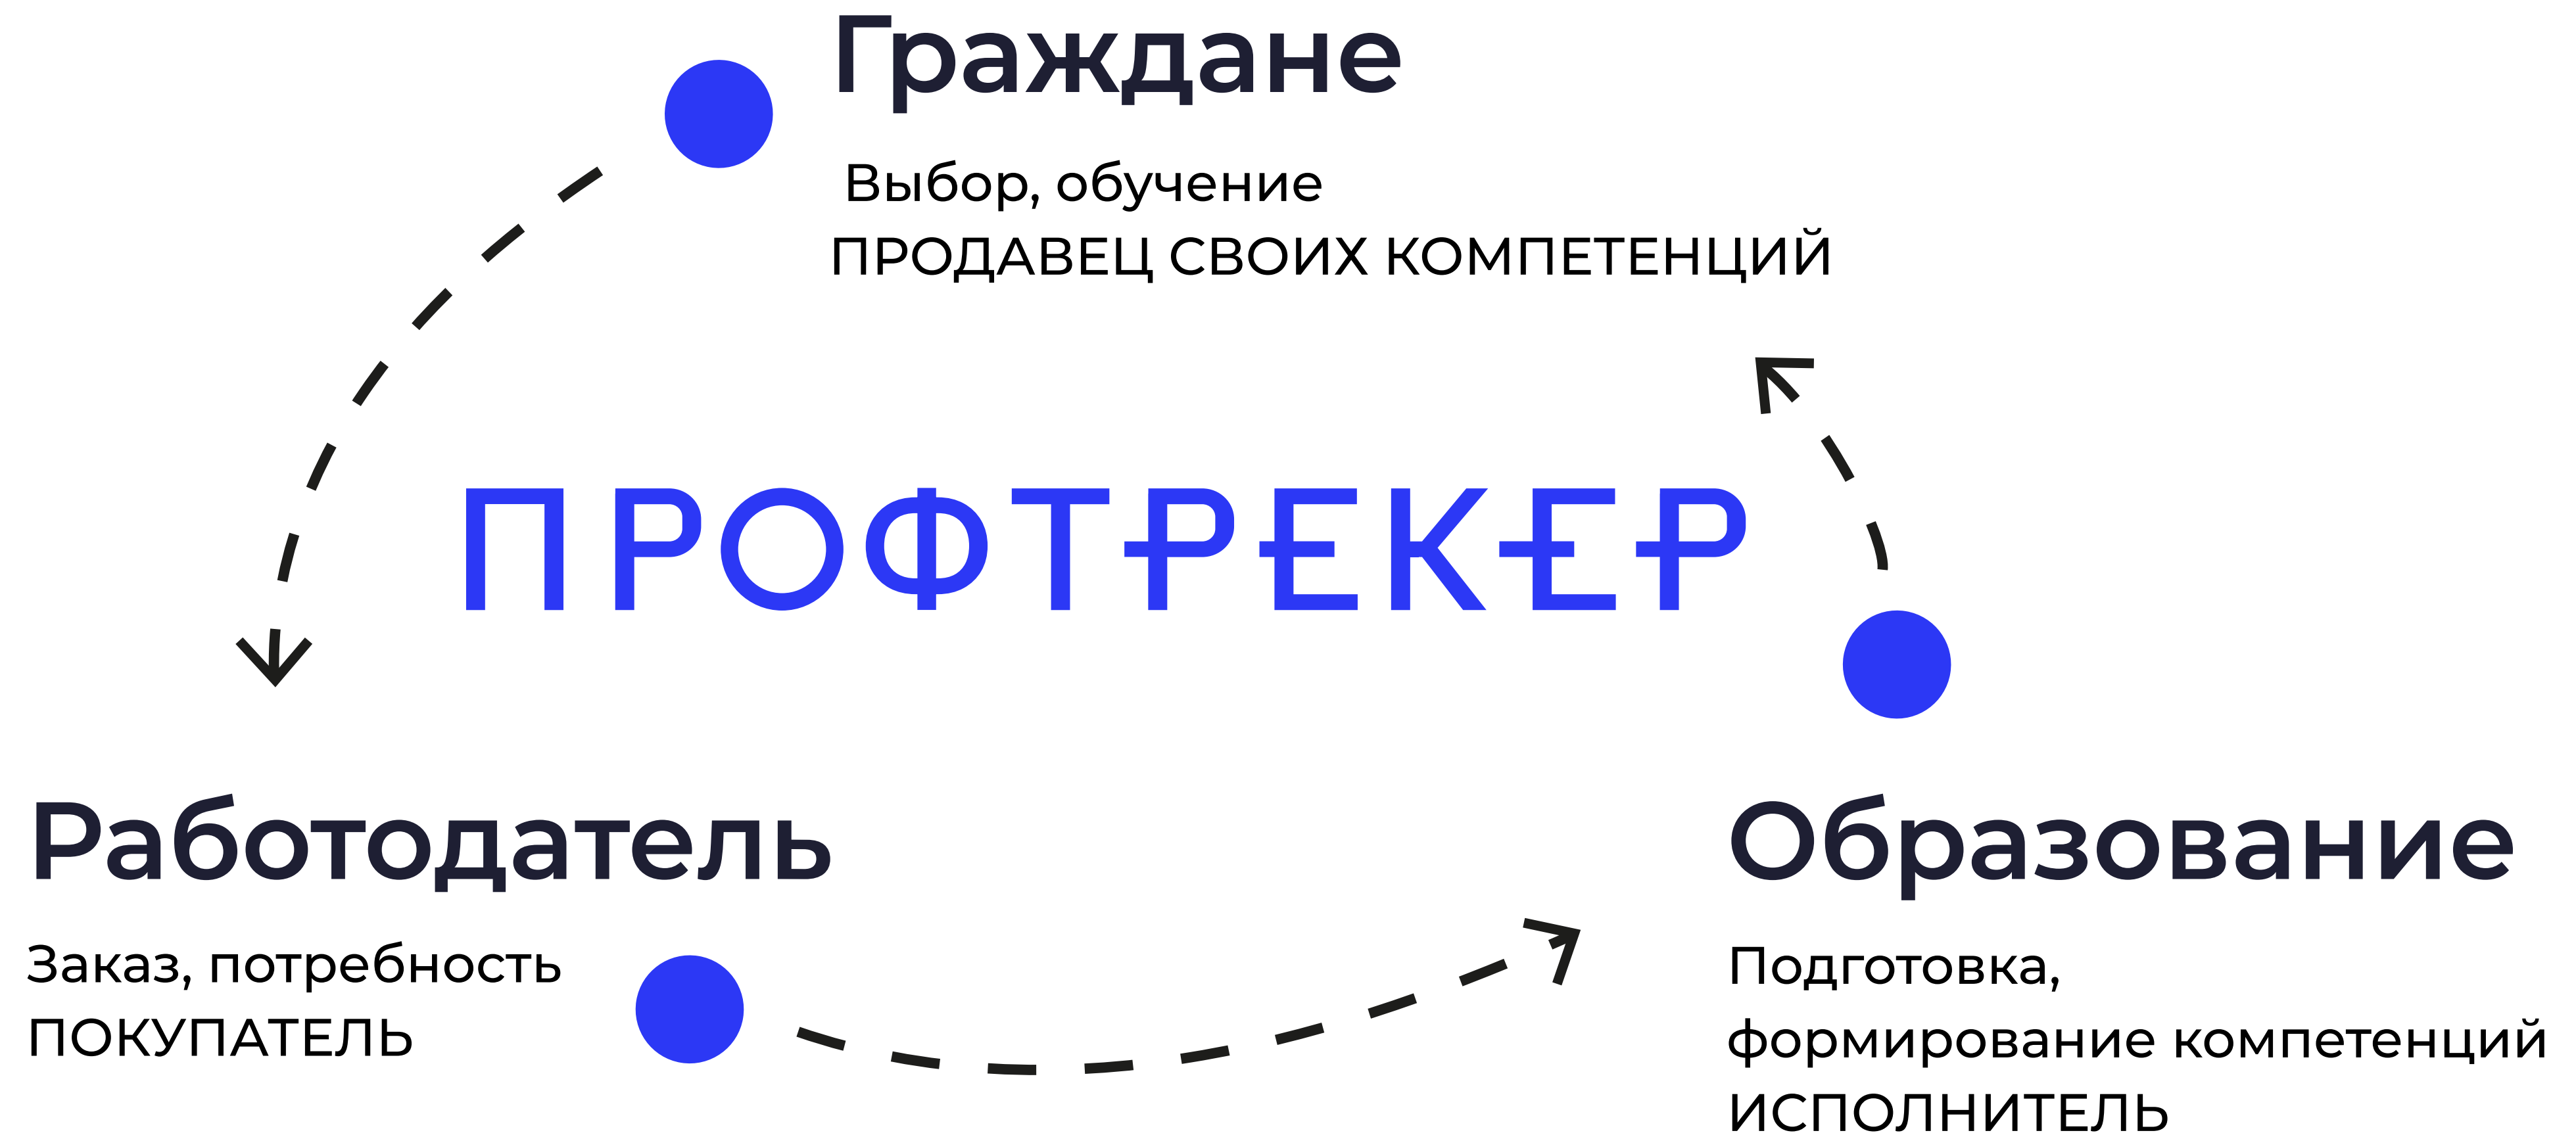 Граждане
Выбор, обучение
ПРОДАВЕЦ СВОИХ КОМПЕТЕНЦИЙ
ПРОФТРЕКЕР
Работодатель
Заказ, потребность
ПОКУПАТЕЛЬ
Образование
Подготовка,
формирование компетенций
ИСПОЛНИТЕЛЬ